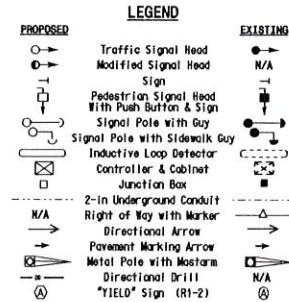 LEGEND
PROPOSED
EXISTING
Traffic Signal Head
Modified Signal Head N/A
Sign
Pedestrian Signal Head
With Push Button & Sign
Signal Pole with Guy
Signal Pole with Sidewalk Guy
Inductive Loop Detector
Controller & Cabinet
Junction Box
2-in Underground Conduit
N/A Right of Way with Marker
Directional Arrow
Pavement Marking Arrow
Metal Pole with Mastarm
Directional Drill N/A
A "YIELD" Sign (R1-2) A